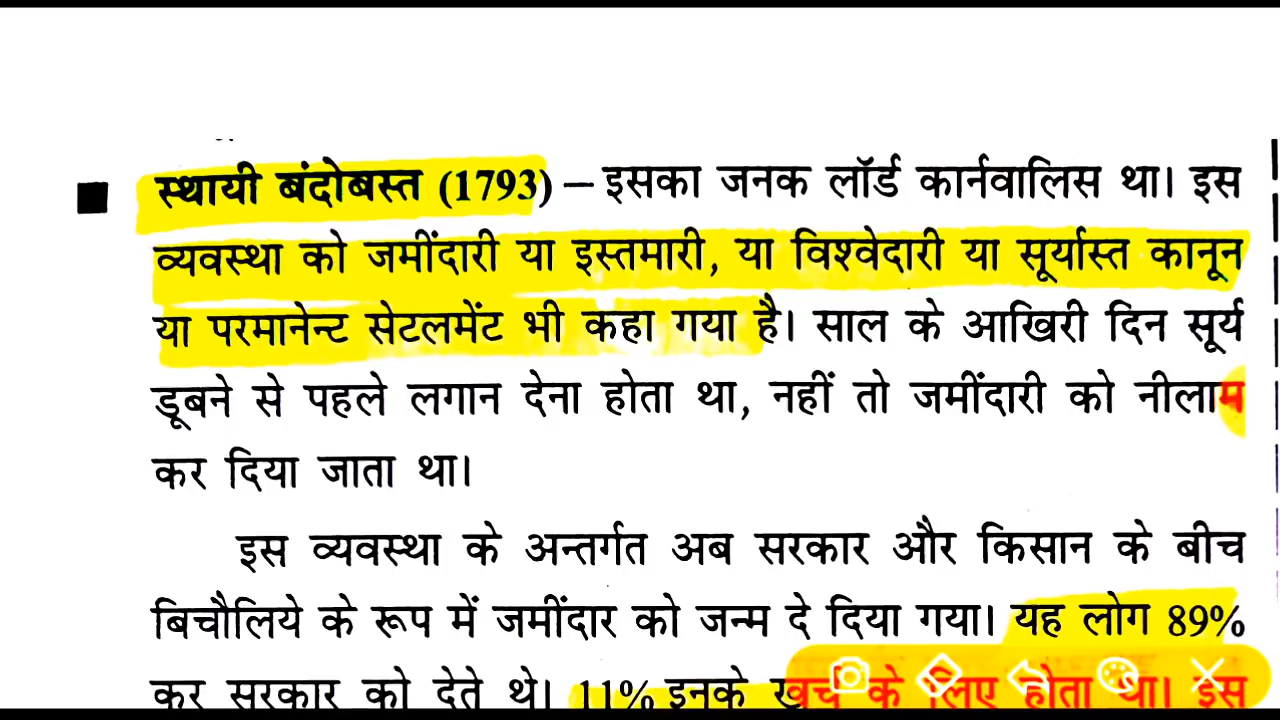 ■ स्थायी बंदोबस्त (1793) – इसका जनक लॉर्ड कार्नवालिस था। इस
व्यवस्था को जमींदारी या इस्तमारी, या विश्वेदारी या सूर्यास्त कानून
या परमानेन्ट सेटलमेंट भी कहा गया है। साल के आखिरी दिन सूर्य
डूबने से पहले लगान देना होता था, नहीं तो जमींदारी को नीलाम
कर दिया जाता था।
इस व्यवस्था के अन्तर्गत अब सरकार और किसान के बीच
बिचौलिये के रूप में जमींदार को जन्म दे दिया गया। यह लोग 89%
कर सरकार को देते थे। 11% इनके खर्च के लिए होता था। इस